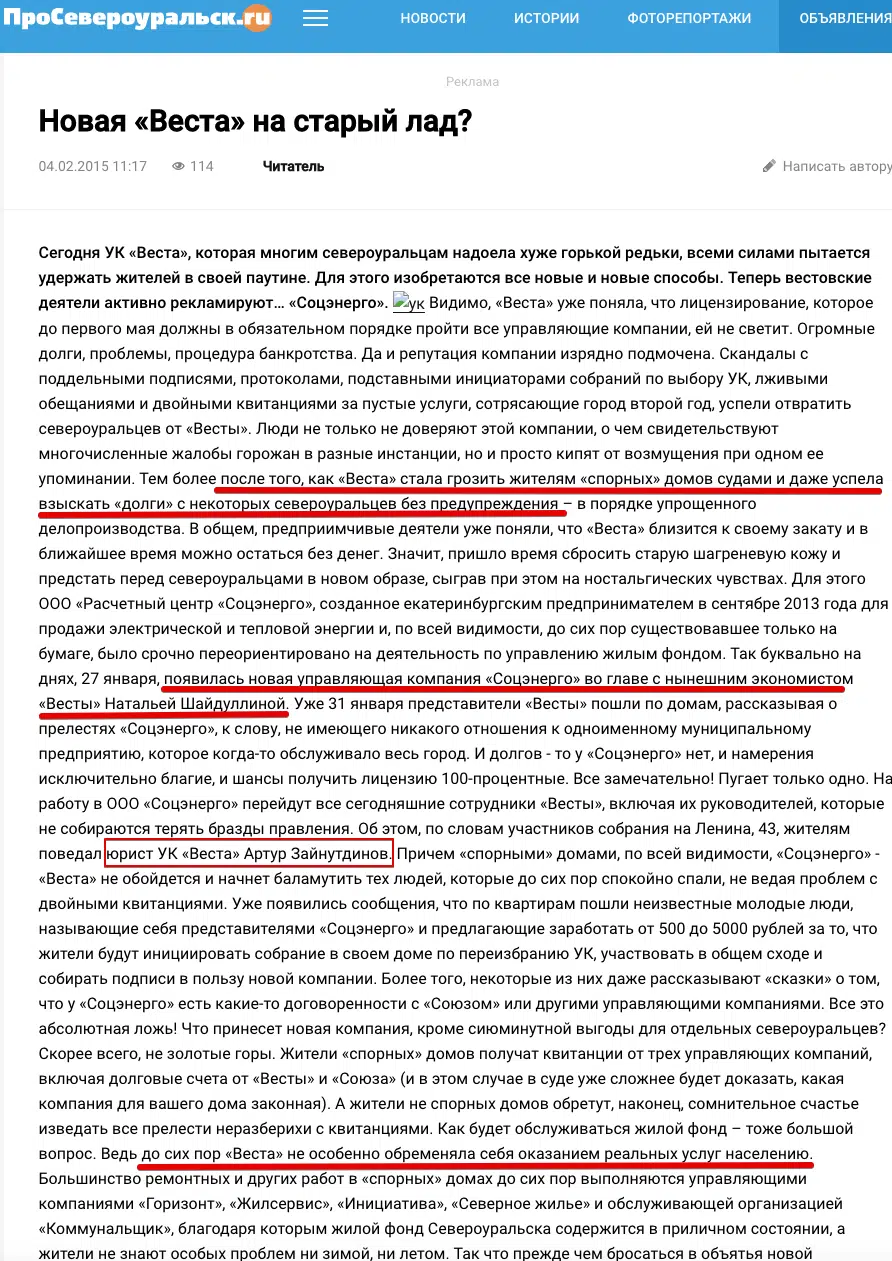 ПроСевероуральск.ru
НОВОСТИ ИСТОРИИ ФОТОРЕПОРТАЖИ ОБЪЯВЛЕНИЯ
Реклама
Новая «Веста» на старый лад?
04.02.2015 11:17 114 Читатель Написать автору
Сегодня УК «Веста», которая многим североуральцам надоела хуже горькой редьки, всеми силами пытается
удержать жителей в своей паутине. Для этого изобретаются все новые и новые способы. Теперь вестовские
деятели активно рекламируют… «Соцэнерго». ук Видимо, «Веста» уже поняла, что лицензирование, которое
до первого мая должны в обязательном порядке пройти все управляющие компании, ей не светит. Огромные
долги, проблемы, процедура банкротства. Да и репутация компании изрядно подмочена. Скандалы с
поддельными подписями, протоколами, подставными инициаторами собраний по выбору УК, лживыми
обещаниями и двойными квитанциями за пустые услуги, сотрясающие город второй год, успели отвратить
североуральцев от «Весты». Люди не только не доверяют этой компании, о чем свидетельствуют
многочисленные жалобы горожан в разные инстанции, но и просто кипят от возмущения при одном ее
упоминании. Тем более после того, как «Веста» стала грозить жителям «спорных» домов судами и даже успела
взыскать «долги» с некоторых североуральцев без предупреждения – в порядке упрощенного
делопроизводства. В общем, предприимчивые деятели уже поняли, что «Веста» близится к своему закату и в
ближайшее время можно остаться без денег. Значит, пришло время сбросить старую шагреневую кожу и
предстать перед североуральцами в новом образе, сыграв при этом на ностальгических чувствах. Для этого
ООО «Расчетный центр «Соцэнерго», созданное екатеринбургским предпринимателем в сентябре 2013 года для
продажи электрической и тепловой энергии и, по всей видимости, до сих пор существовавшее только на
бумаге, было срочно переориентировано на деятельность по управлению жилым фондом. Так буквально на
днях, 27 января, появилась новая управляющая компания «Соцэнерго» во главе с нынешним экономистом
«Весты» Натальей Шайдуллиной. Уже 31 января представители «Весты» пошли по домам, рассказывая о
прелестях «Соцэнерго», к слову, не имеющего никакого отношения к одноименному муниципальному
предприятию, которое когда-то обслуживало весь город. И долгов - то у «Соцэнерго» нет, и намерения
исключительно благие, и шансы получить лицензию 100-процентные. Все замечательно! Пугает только одно. На
работу в ООО «Соцэнерго» перейдут все сегодняшние сотрудники «Весты», включая их руководителей, которые
не собираются терять бразды правления. Об этом, по словам участников собрания на Ленина, 43, жителям
поведал юрист УК «Веста» Артур Зайнутдинов. Причем «спорными» домами, по всей видимости, «Соцэнерго» -
«Веста» не обойдется и начнет баламутить тех людей, которые до сих пор спокойно спали, не ведая проблем с
двойными квитанциями. Уже появились сообщения, что по квартирам пошли неизвестные молодые люди,
называющие себя представителями «Соцэнерго» и предлагающие заработать от 500 до 5000 рублей за то, что
жители будут инициировать собрание в своем доме по переизбранию УК, участвовать в общем сходе и
собирать подписи в пользу новой компании. Более того, некоторые из них даже рассказывают «сказки» о том,
что у «Соцэнерго» есть какие-то договоренности с «Союзом» или другими управляющими компаниями. Все это
абсолютная ложь! Что принесет новая компания, кроме сиюминутной выгоды для отдельных североуральцев?
Скорее всего, не золотые горы. Жители «спорных» домов получат квитанции от трех управляющих компаний,
включая долговые счета от «Весты» и «Союза» (и в этом случае в суде уже сложнее будет доказать, какая
компания для вашего дома законная). А жители не спорных домов обретут, наконец, сомнительное счастье
изведать все прелести неразберихи с квитанциями. Как будет обслуживаться жилой фонд – тоже большой
вопрос. Ведь до сих пор «Веста» не особенно обременяла себя оказанием реальных услуг населению.
Большинство ремонтных и других работ в «спорных» домах до сих пор выполняются управляющими
компаниями «Горизонт», «Жилсервис», «Инициатива», «Северное жилье» и обслуживающей организацией
«Коммунальщик», благодаря которым жилой фонд Североуральска содержится в приличном состоянии, а
жители не знают особых проблем ни зимой, ни летом. Так что прежде чем бросаться в объятья новой